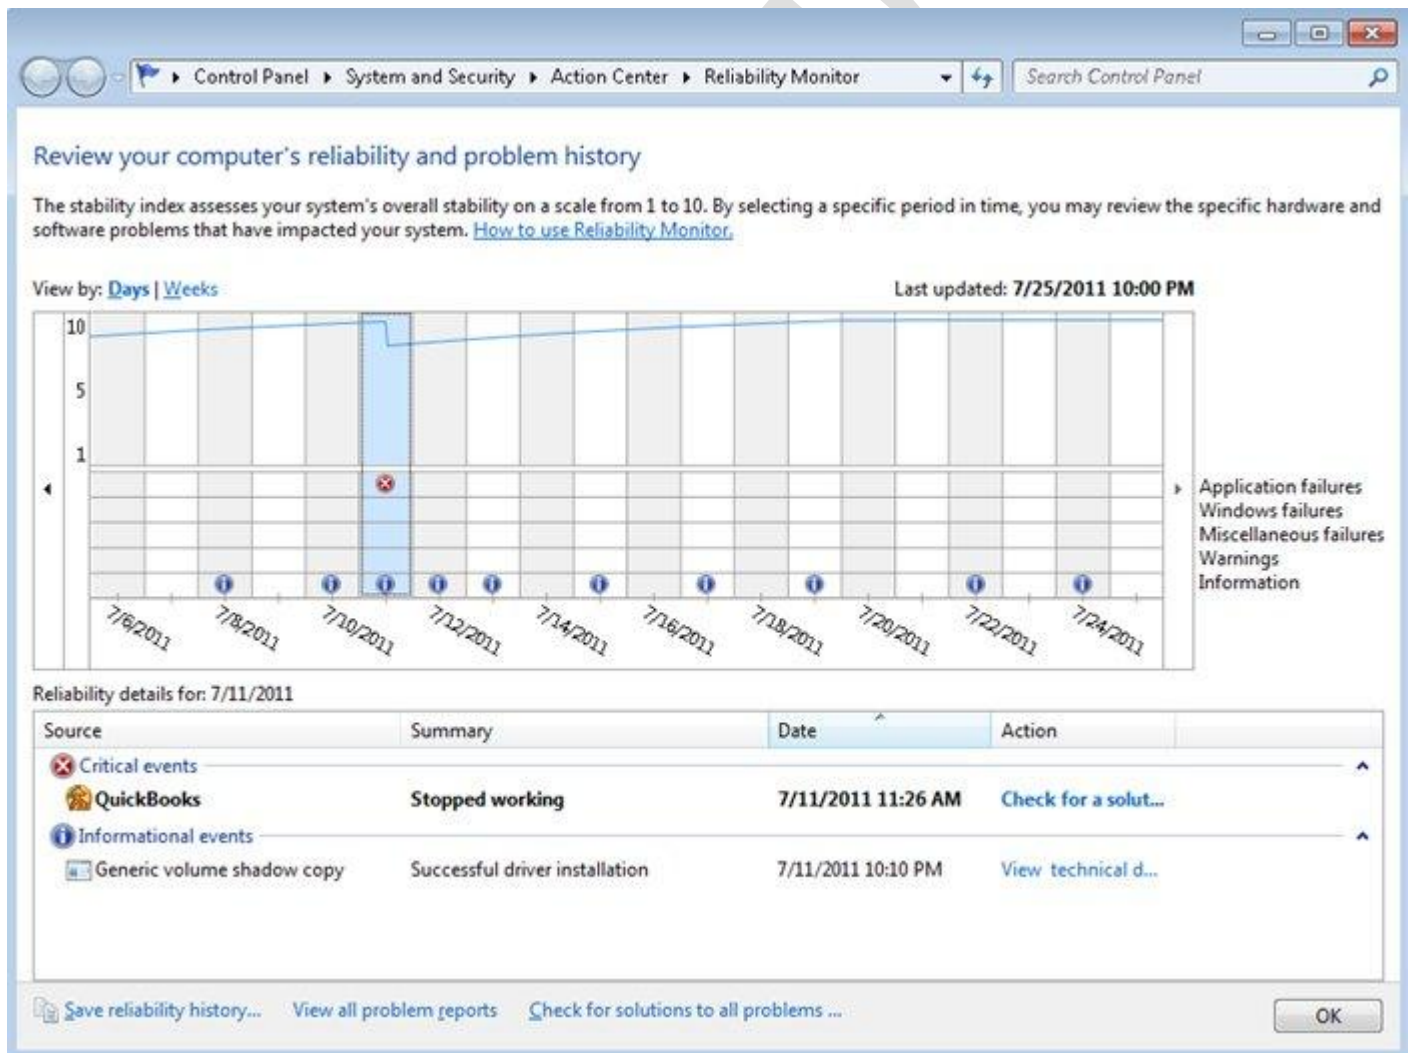 Control Panel ▸ System and Security ▸ Action Center ▸ Reliability Monitor
Search Control Panel
Review your computer's reliability and problem history
The stability index assesses your system's overall stability on a scale from 1 to 10. By selecting a specific period in time, you may review the specific hardware and
software problems that have impacted your system. How to use Reliability Monitor.
View by: Days | Weeks
Last updated: 7/25/2011 10:00 PM
10
5
1
Application failures
Windows failures
Miscellaneous failures
Warnings
Information
7/6/2011 7/8/2011 7/10/2011 7/12/2011 7/14/2011 7/16/2011 7/18/2011 7/20/2011 7/22/2011 7/24/2011
Reliability details for: 7/11/2011
Source Summary Date Action
Critical events
QuickBooks Stopped working 7/11/2011 11:26 AM Check for a solut...
Informational events
Generic volume shadow copy Successful driver installation 7/11/2011 10:10 PM View technical d...
Save reliability history... View all problem reports Check for solutions to all problems ...
OK